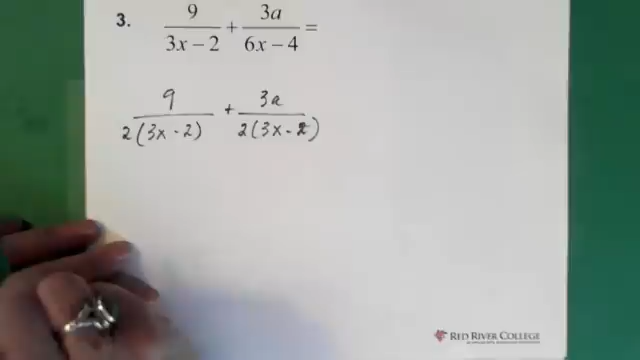 3. 9/(3x − 2) + 3a/(6x − 4) =
9/(2(3x - 2)) + 3a/(2(3x - 2))
RED RIVER COLLEGE